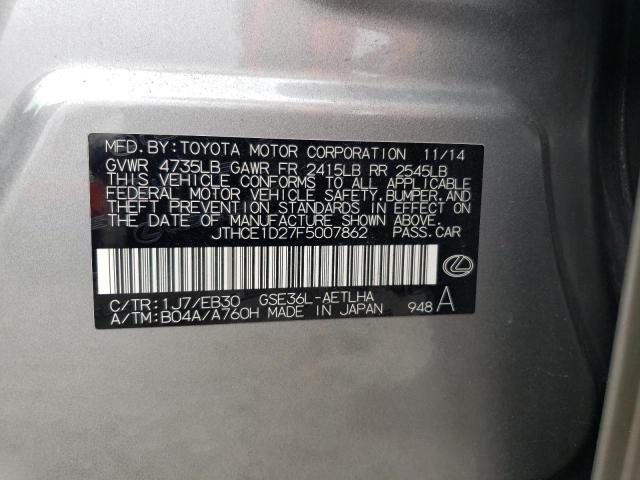 MFD.BY:TOYOTA MOTOR CORPORATION 11/14
GVWR 4735LB GAWR FR 2415LB RR 2545LB
THIS VEHICLE CONFORMS TO ALL APPLICABLE
FEDERAL MOTOR VEHICLE SAFETY,BUMPER,AND
THEFT PREVENTION STANDARDS IN EFFECT ON
THE DATE OF MANUFACTURE SHOWN ABOVE.
JTHCE1D27F5007862 PASS.CAR
C/TR:1J7/EB30 GSE36L-AETLHA
A/TM:B04A/A760H MADE IN JAPAN 948 A